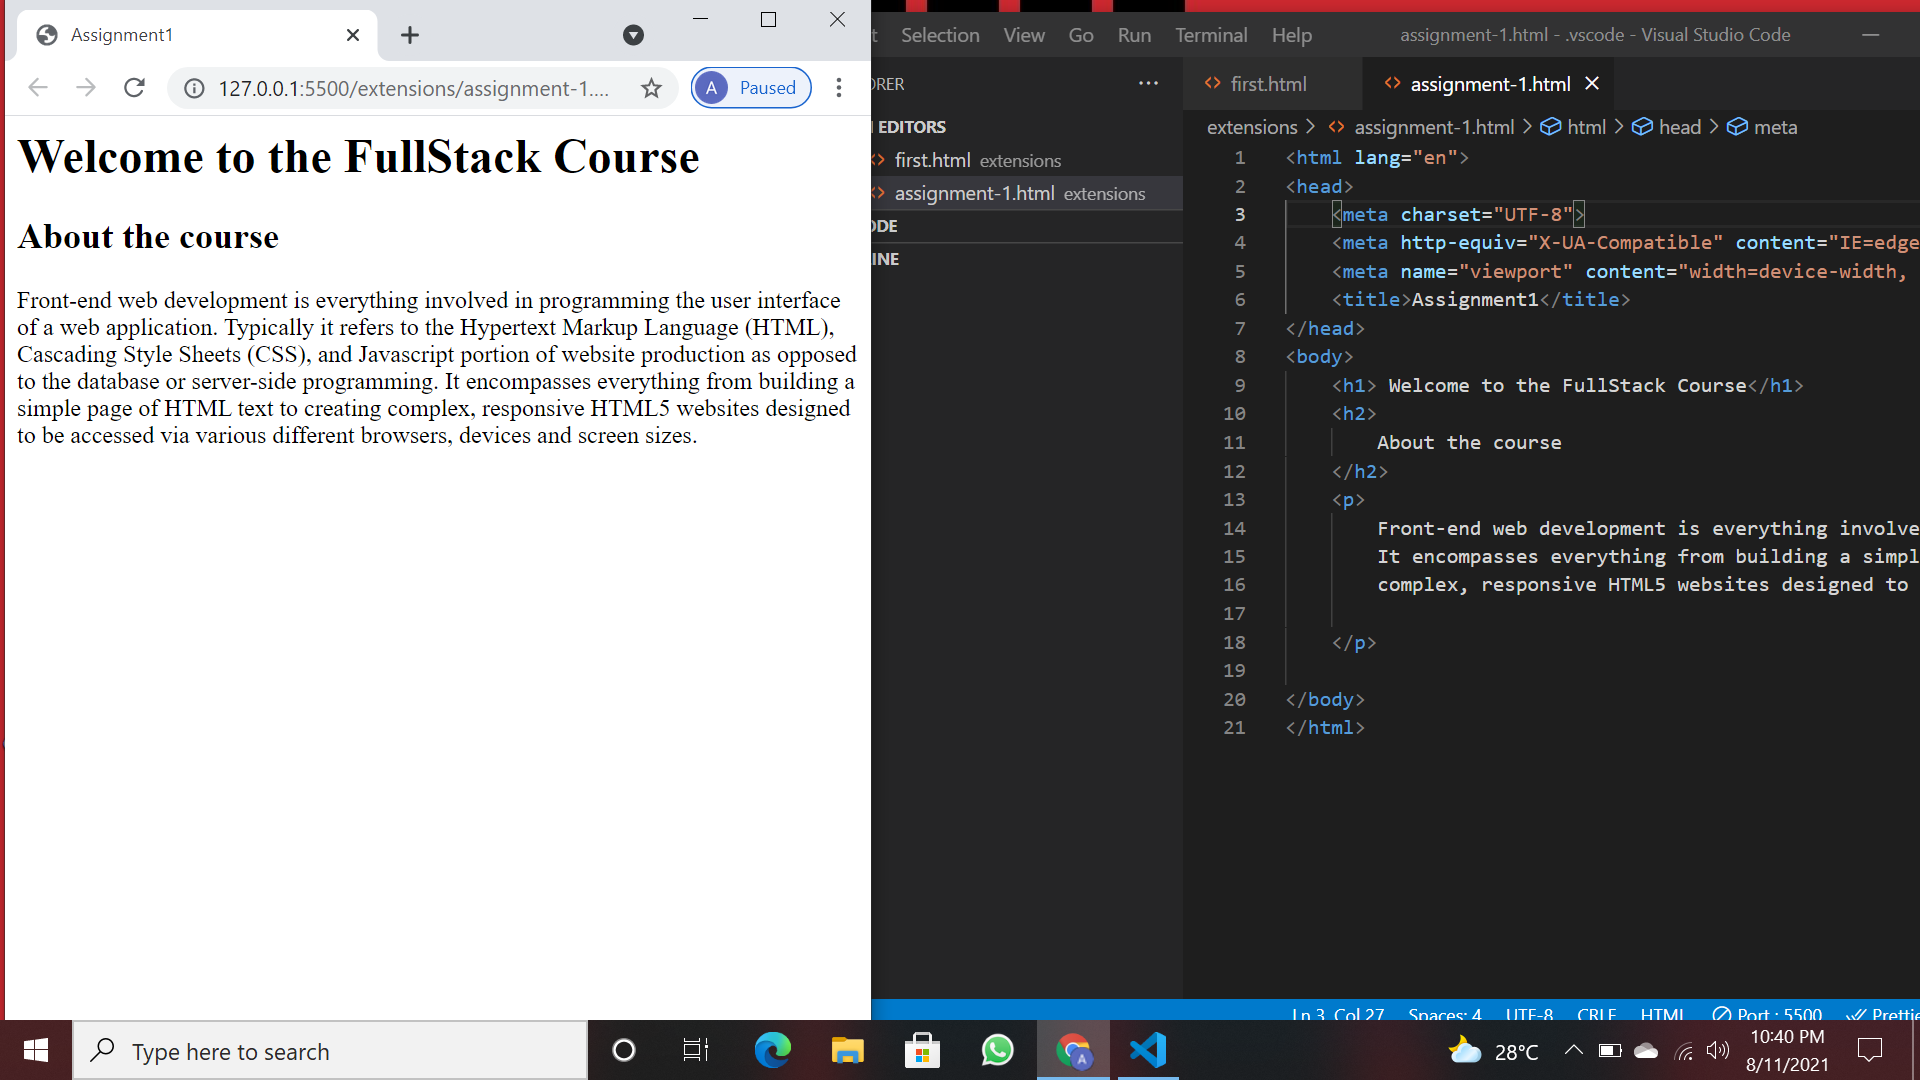 Assignment1
127.0.0.1:5500/extensions/assignment-1....
A Paused
Welcome to the FullStack Course
About the course
Front-end web development is everything involved in programming the user interface
of a web application. Typically it refers to the Hypertext Markup Language (HTML),
Cascading Style Sheets (CSS), and Javascript portion of website production as opposed
to the database or server-side programming. It encompasses everything from building a
simple page of HTML text to creating complex, responsive HTML5 websites designed
to be accessed via various different browsers, devices and screen sizes.
t Selection View Go Run Terminal Help assignment-1.html - .vscode - Visual Studio Code
ORER ···
EDITORS
first.html extensions
assignment-1.html extensions
ODE
INE
first.html assignment-1.html
extensions > assignment-1.html > html > head > meta
1 <html lang="en">
2 <head>
3 <meta charset="UTF-8">
4 <meta http-equiv="X-UA-Compatible" content="IE=edge
5 <meta name="viewport" content="width=device-width,
6 <title>Assignment1</title>
7 </head>
8 <body>
9 <h1> Welcome to the FullStack Course</h1>
10 <h2>
11 About the course
12 </h2>
13 <p>
14 Front-end web development is everything involve
15 It encompasses everything from building a simpl
16 complex, responsive HTML5 websites designed to
17
18 </p>
19
20 </body>
21 </html>
Ln 3, Col 27 Spaces: 4 UTF-8 CRLF HTML Port : 5500 Prettie
Type here to search
A
28°C
10:40 PM
8/11/2021